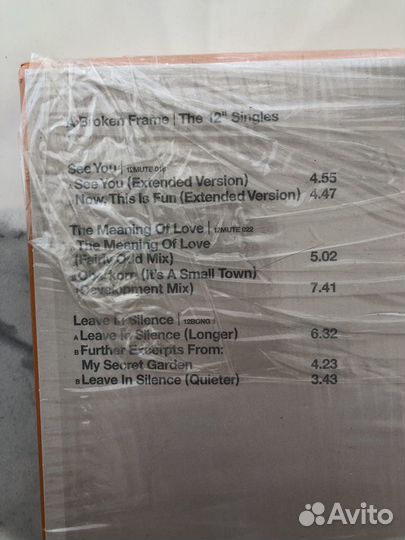 A Broken Frame | The 12" Singles
See You | 12MUTE 018
A See You (Extended Version) 4.55
Now, This Is Fun (Extended Version) 4.47
The Meaning Of Love | 12MUTE 022
The Meaning Of Love
(Fairly Odd Mix) 5.02
B Oberkorn (It's A Small Town)
(Development Mix) 7.41
Leave In Silence | 12BONG 1
A Leave In Silence (Longer) 6.32
B Further Excerpts From:
My Secret Garden 4.23
B Leave In Silence (Quieter) 3.43
Avito